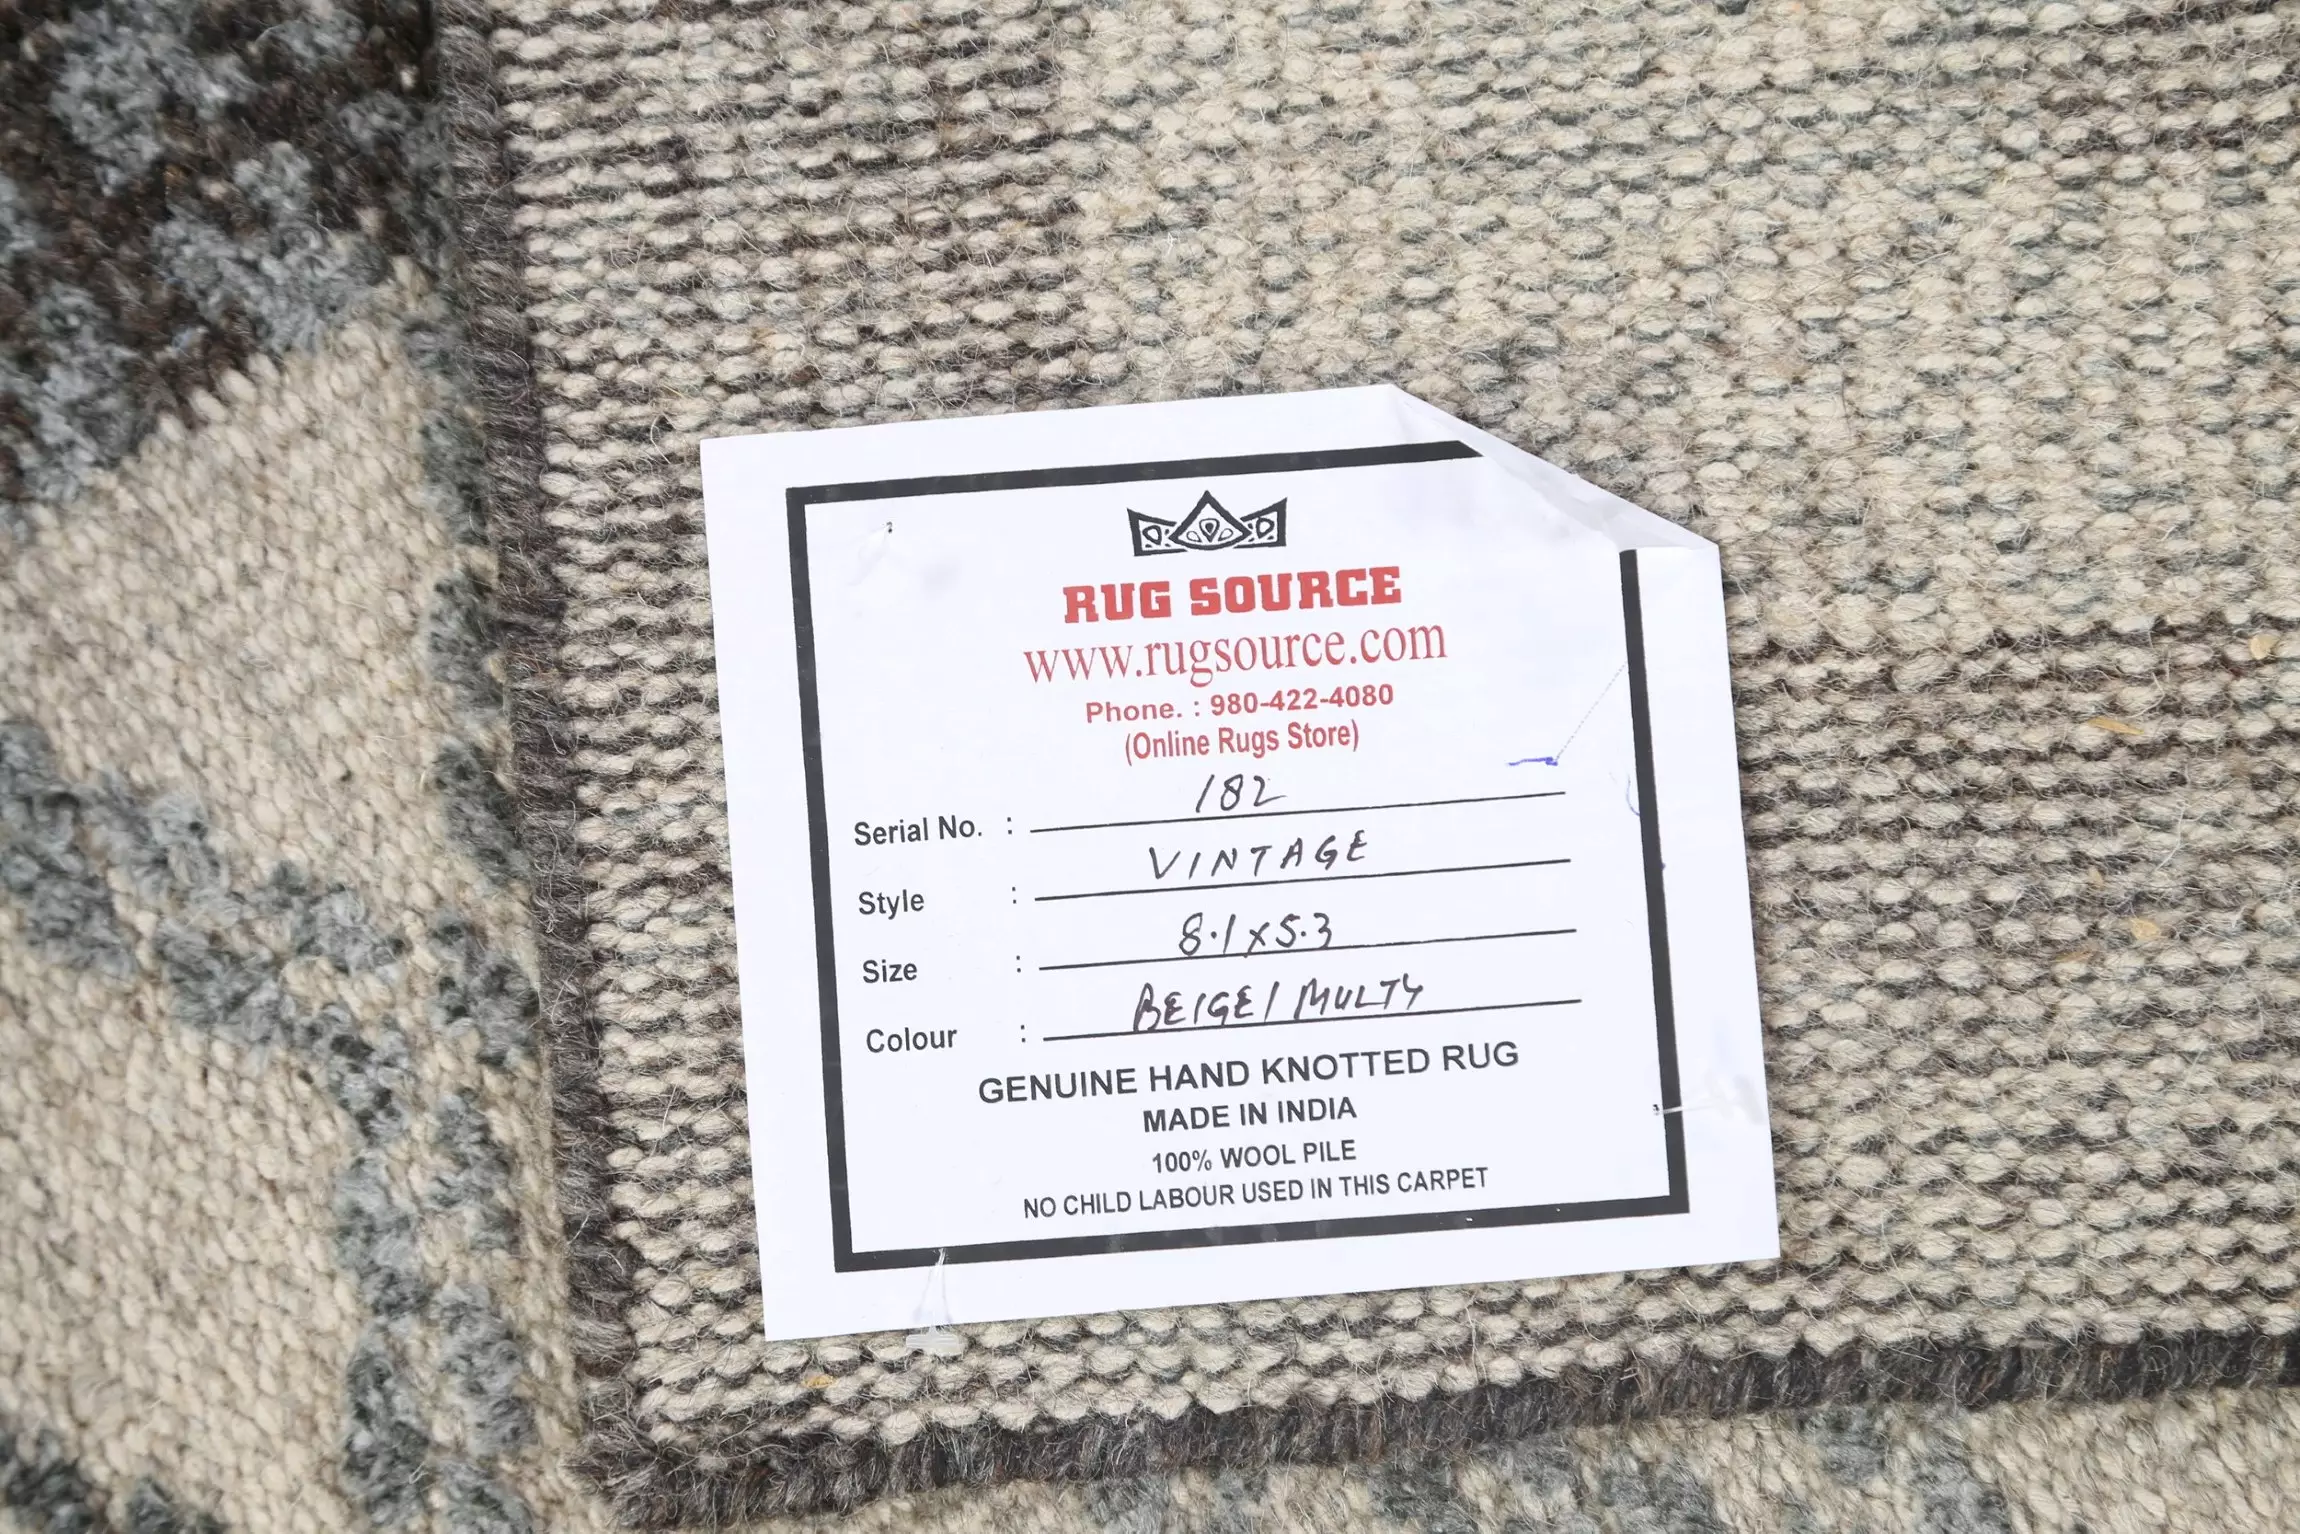 RUG SOURCE
www.rugsource.com
Phone. : 980-422-4080
(Online Rugs Store)
Serial No. : 182
Style : VINTAGE
Size : 8.1x5.3
Colour : BEIGE/MULTY
GENUINE HAND KNOTTED RUG
MADE IN INDIA
100% WOOL PILE
NO CHILD LABOUR USED IN THIS CARPET